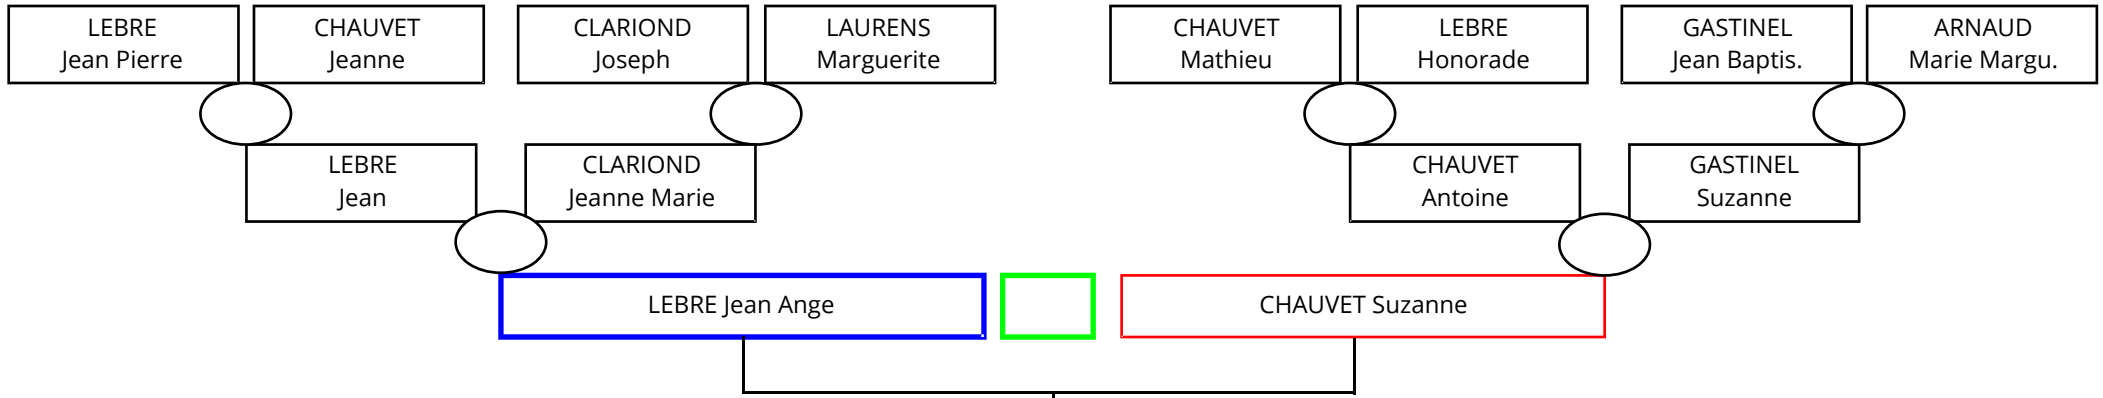 LEBRE
Jean Pierre
CHAUVET
Jeanne
CLARIOND
Joseph
LAURENS
Marguerite
CHAUVET
Mathieu
LEBRE
Honorade
GASTINEL
Jean Baptis.
ARNAUD
Marie Margu.
LEBRE
Jean
CLARIOND
Jeanne Marie
CHAUVET
Antoine
GASTINEL
Suzanne
LEBRE Jean Ange
CHAUVET Suzanne